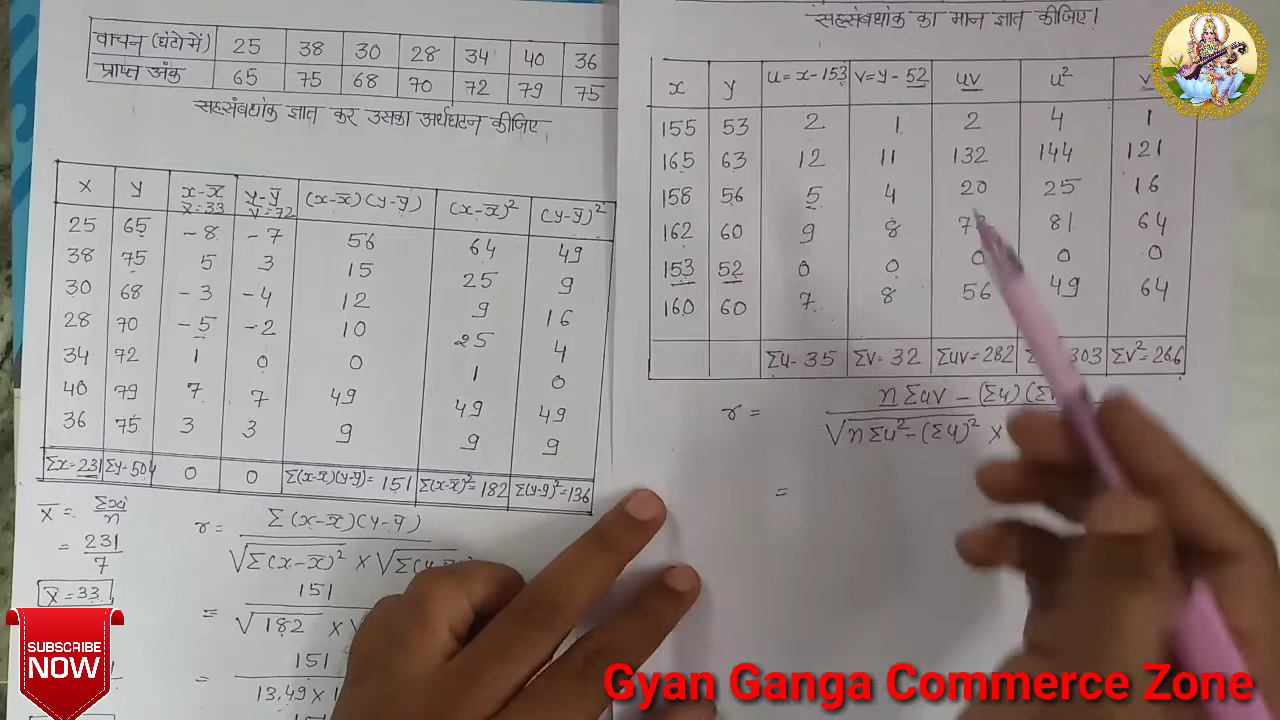 वाचन (घंटो में) 25 38 30 28 34 40 36
प्राप्त अंक 65 75 68 70 72 79 75
सहसंबधांक ज्ञात कर उसका अर्थघटन कीजिए
x y x-x̄ y-ȳ (x-x̄)(y-ȳ) (x-x̄)² (y-ȳ)²
x̄=33 ȳ=72
25 65 -8 -7 56 64 49
38 75 5 3 15 25 9
30 68 -3 -4 12 9 16
28 70 -5 -2 10 25 4
34 72 1 0 0 1 0
40 79 7 7 49 49 49
36 75 3 3 9 9 9
Σx=231 Σy=504 0 0 Σ(x-x̄)(y-ȳ)=151 Σ(x-x̄)²=182 Σ(y-ȳ)²=136
x̄ = Σxi/n
= 231/7
x̄=33
r = Σ(x-x̄)(y-ȳ)
√Σ(x-x̄)² × √Σ(
= 151
√182 ×
= 151
13.49 ×
सहसंबधांक का मान ज्ञात कीजिए।
x y u=x-153 v=y-52 uv u²
155 53 2 1 2 4 1
165 63 12 11 132 144 121
158 56 5 4 20 25 16
162 60 9 8 81 64
153 52 0 0 0 0 0
160 60 7 8 56 49 64
Σu-35 Σv=32 Σuv=282 303 Σv²=266
r = nΣuv - (Σu)(Σ
√nΣu²-(Σu)² ×
=
SUBSCRIBE
NOW
Gyan Ganga Commerce Zone